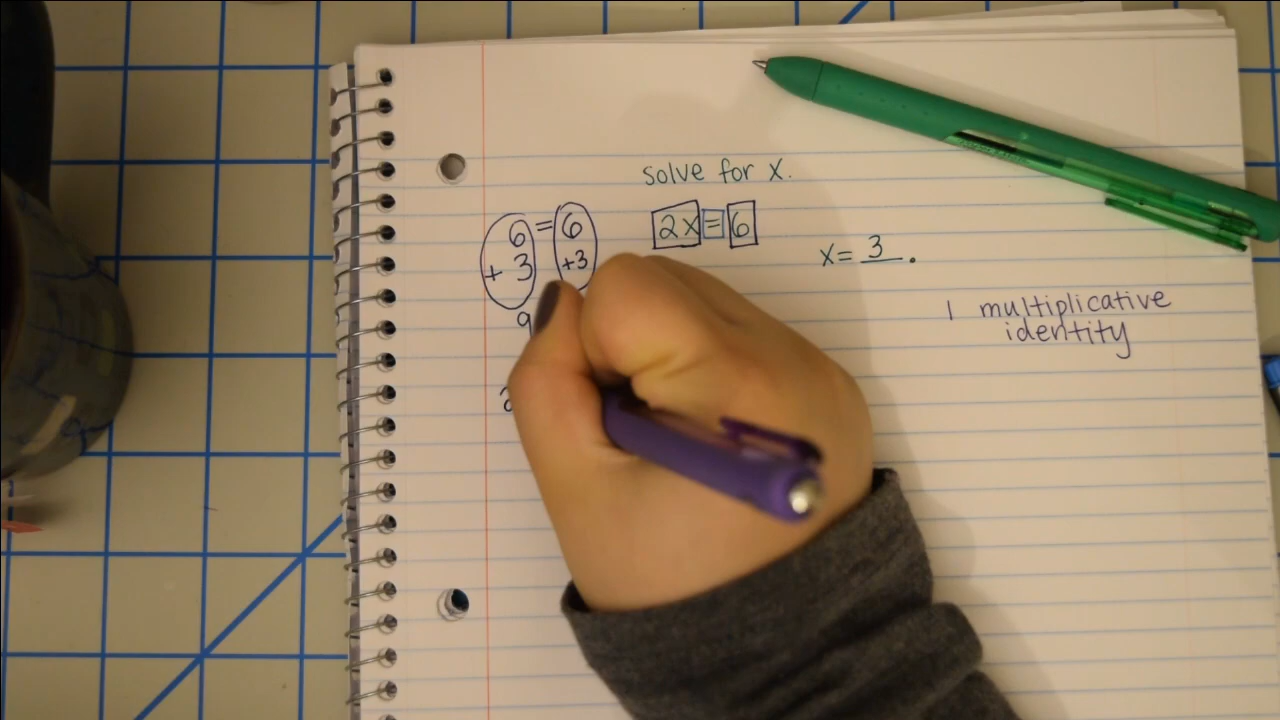 solve for x.
6 = 6
2x = 6
+ 3
+3
x= 3.
9
1 multiplicative
identity